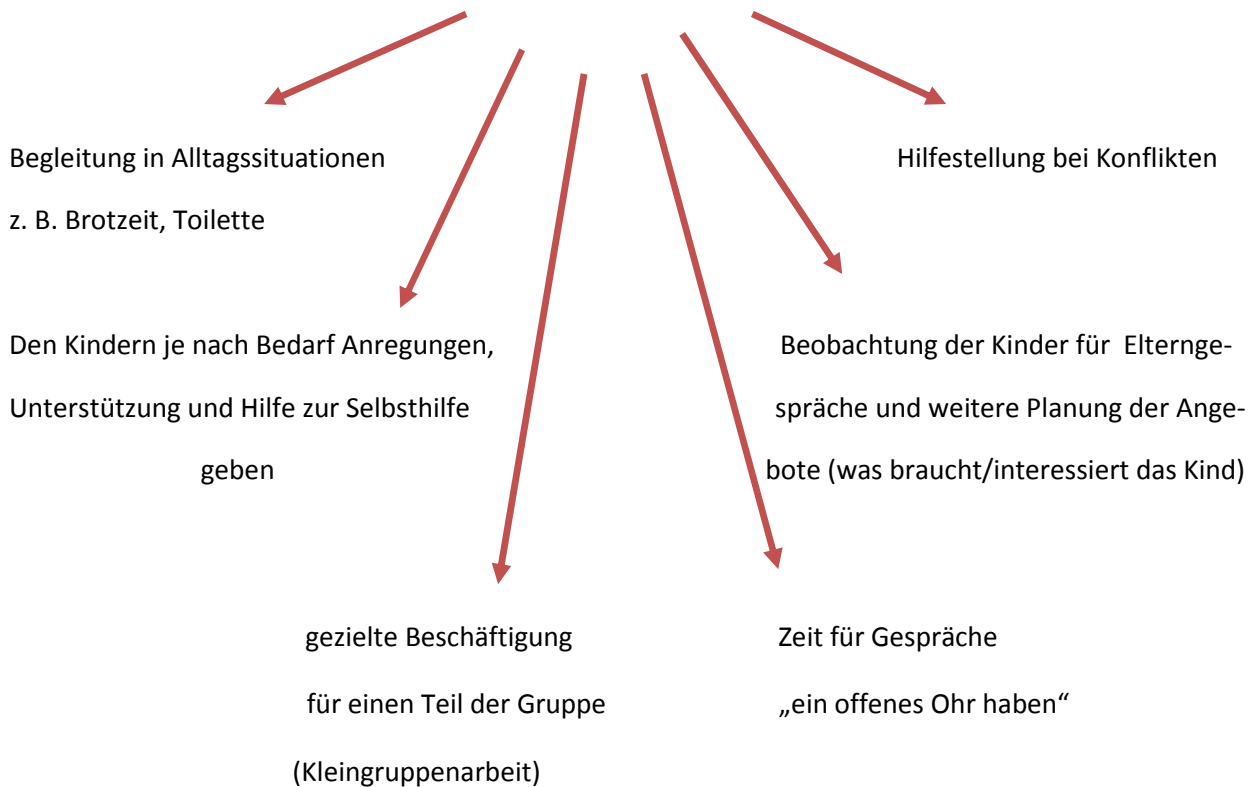 Begleitung in Alltagssituationen
z. B. Brotzeit, Toilette
Hilfestellung bei Konflikten
Den Kindern je nach Bedarf Anregungen,
Unterstützung und Hilfe zur Selbsthilfe
geben
Beobachtung der Kinder für Elternge-
spräche und weitere Planung der Ange-
bote (was braucht/interessiert das Kind)
gezielte Beschäftigung
für einen Teil der Gruppe
(Kleingruppenarbeit)
Zeit für Gespräche
„ein offenes Ohr haben“